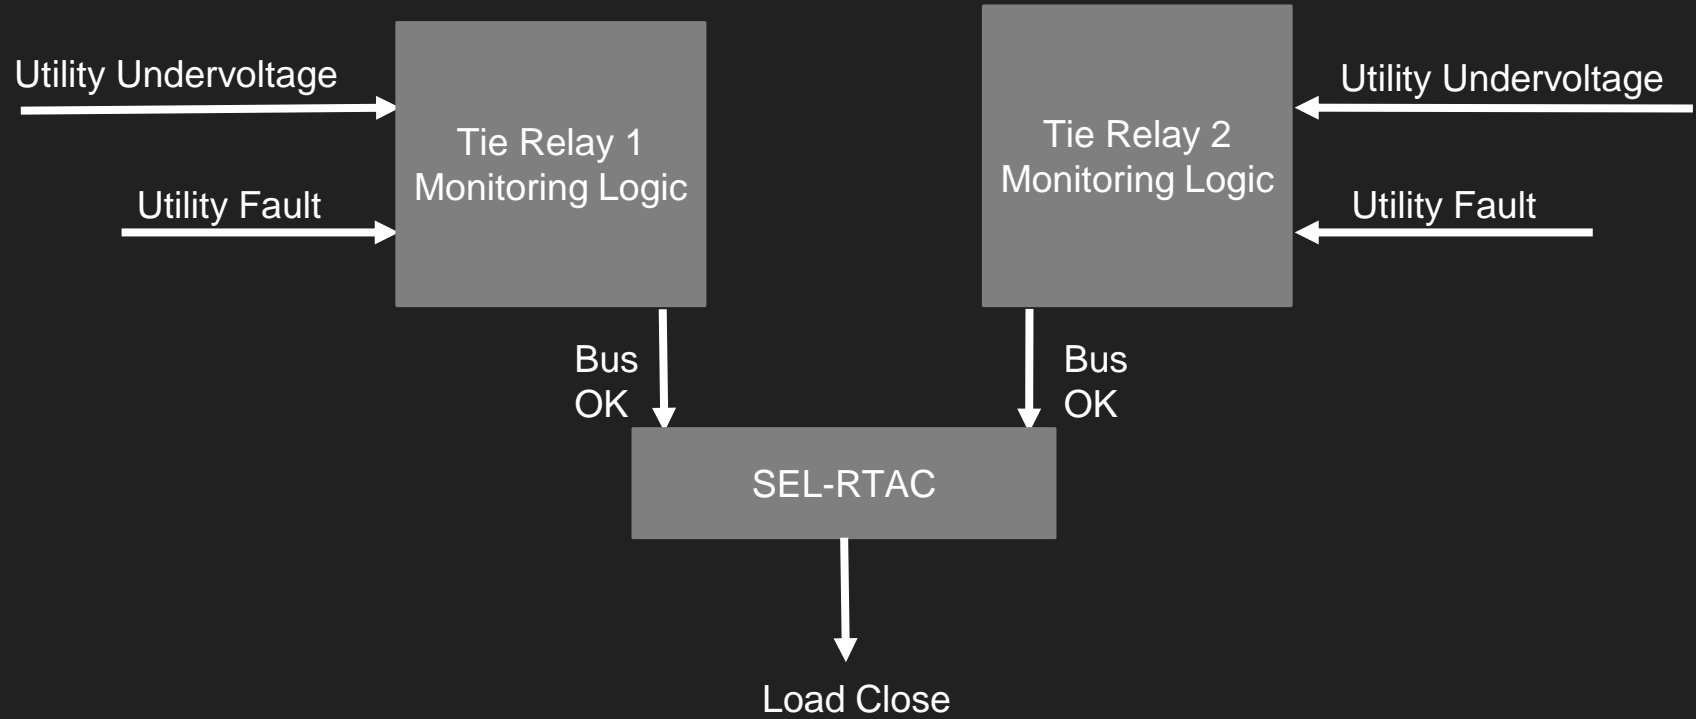 Utility Undervoltage
Utility Fault
Tie Relay 1
Monitoring Logic
Tie Relay 2
Monitoring Logic
Utility Undervoltage
Utility Fault
Bus
OK
Bus
OK
SEL-RTAC
Load Close